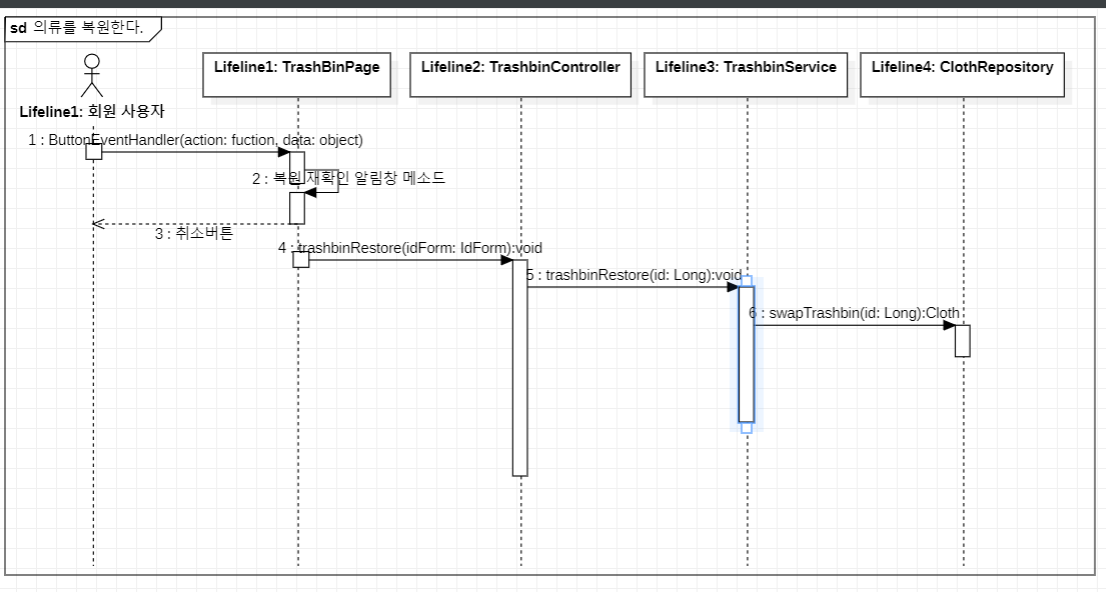 sd 의류를 복원한다.
Lifeline1: 회원 사용자
Lifeline1: TrashBinPage
Lifeline2: TrashbinController
Lifeline3: TrashbinService
Lifeline4: ClothRepository
1 : ButtonEventHandler(action: fuction, data: object)
2 : 복원 재확인 알림창 메소드
3 : 취소버튼
4 : trashbinRestore(idForm: IdForm):void
5 : trashbinRestore(id: Long):void
6 : swapTrashbin(id: Long):Cloth